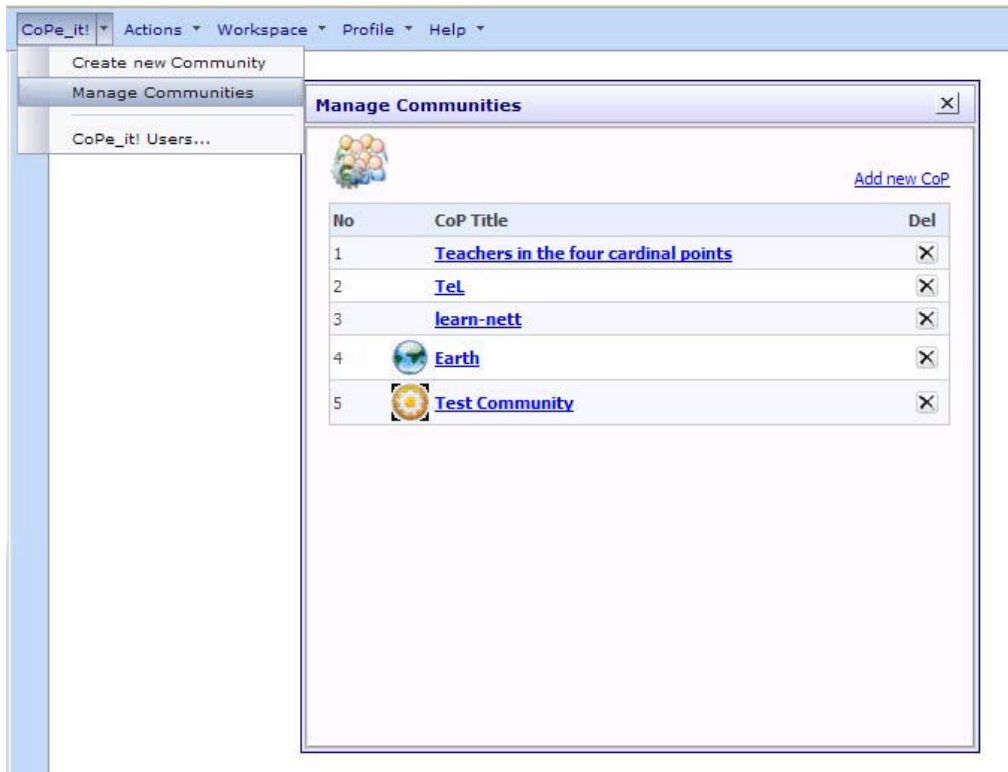 CoPe_it! Actions Workspace Profile Help
Create new Community
Manage Communities
CoPe_it! Users...
Manage Communities
Add new CoP
No CoP Title Del
1 Teachers in the four cardinal points
2 TeL
3 learn-nett
4 Earth
5 Test Community